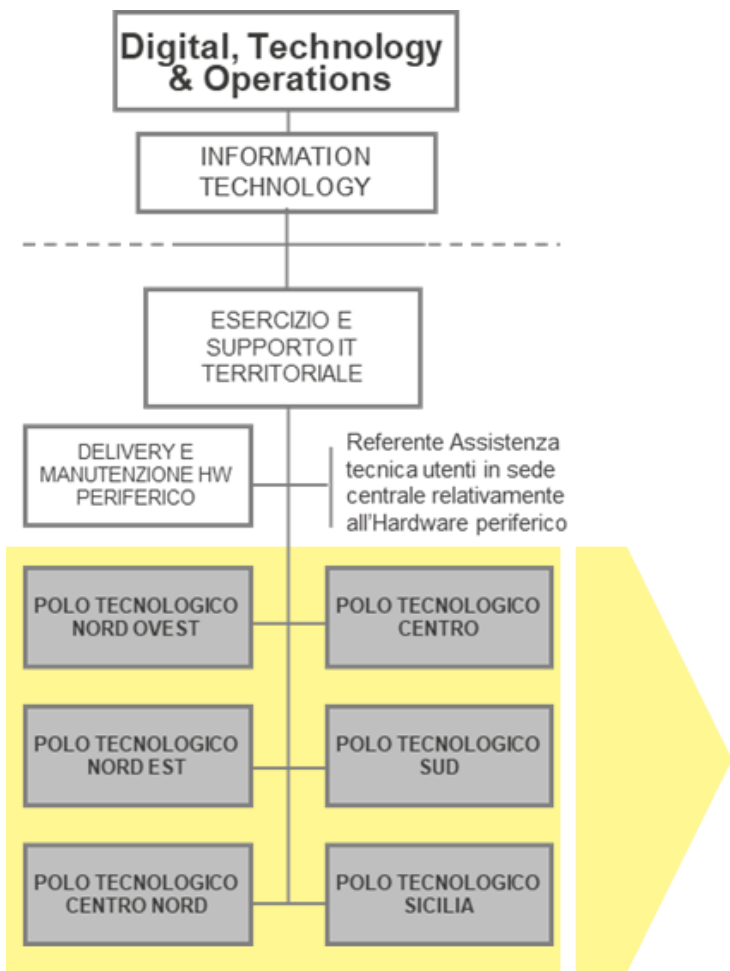 Digital, Technology
& Operations
INFORMATION
TECHNOLOGY
ESERCIZIO E
SUPPORTO IT
TERRITORIALE
DELIVERY E
MANUTENZIONE HW
PERIFERICO
Referente Assistenza
tecnica utenti in sede
centrale relativamente
all'Hardware periferico
POLO TECNOLOGICO
NORD OVEST
POLO TECNOLOGICO
CENTRO
POLO TECNOLOGICO
NORD EST
POLO TECNOLOGICO
SUD
POLO TECNOLOGICO
CENTRO NORD
POLO TECNOLOGICO
SICILIA